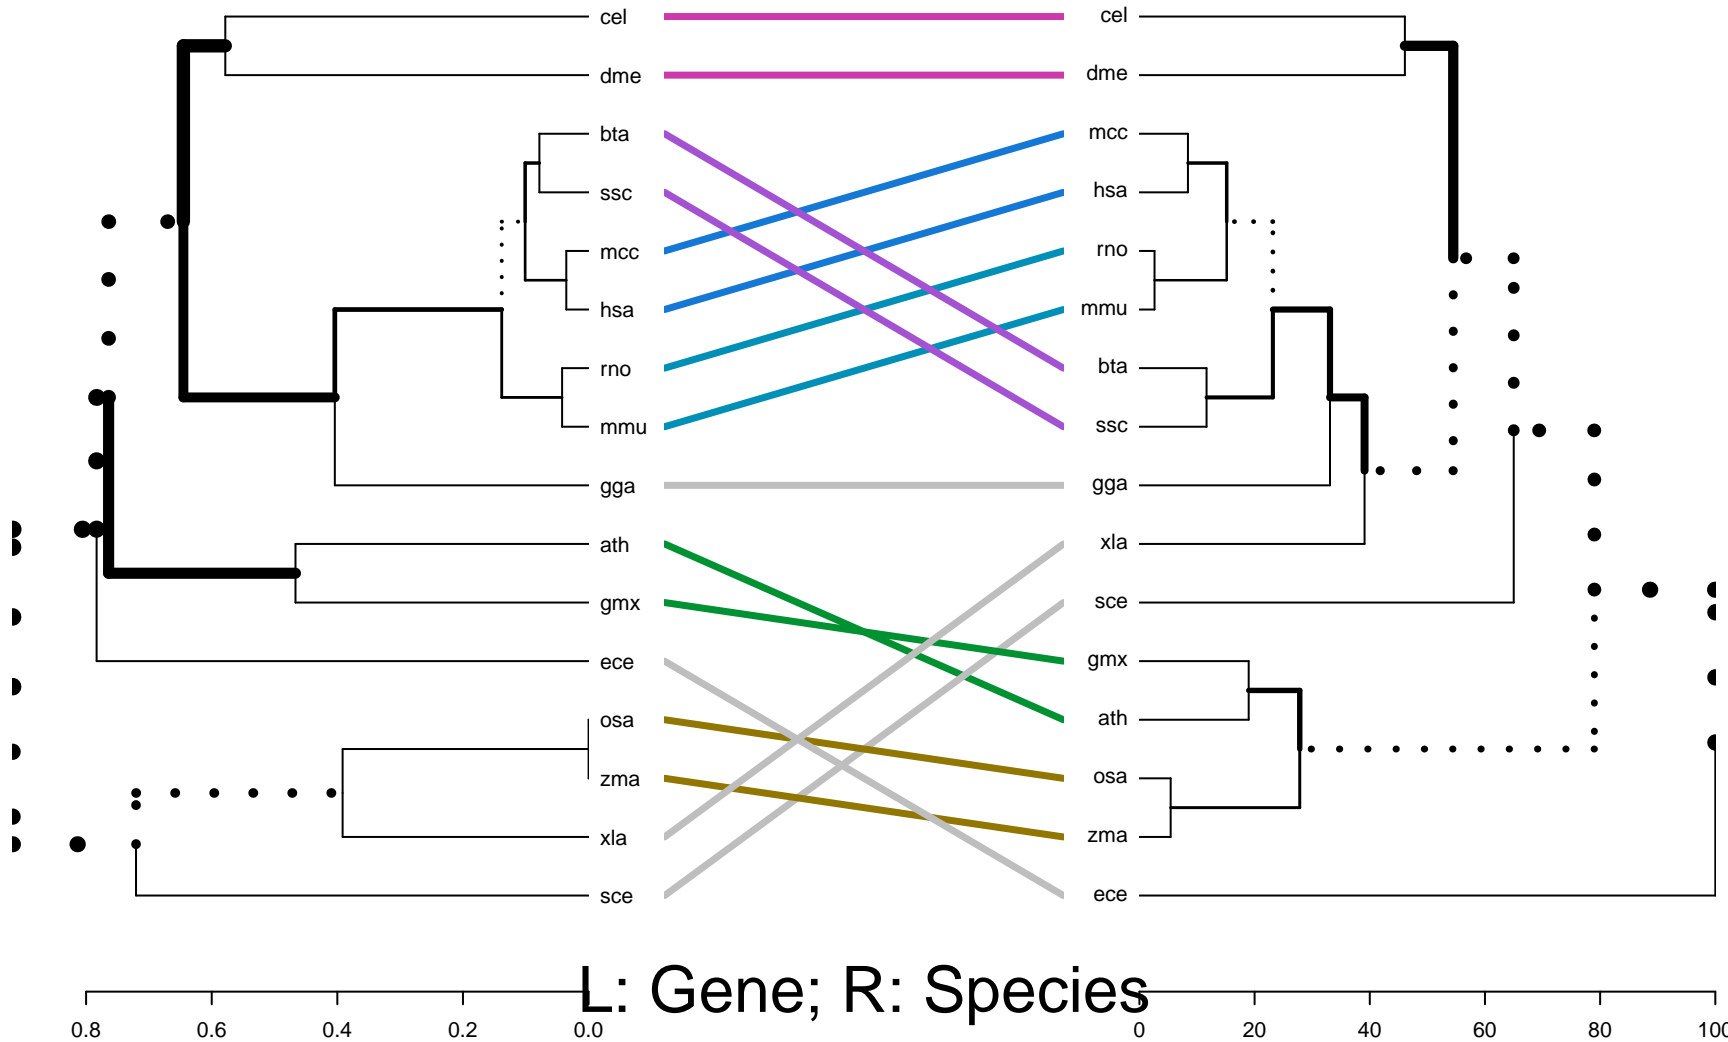 cel cel
dme dme
bta mcc
ssc hsa
mcc rno
hsa mmu
rno bta
mmu ssc
gga gga
ath xla
gmx sce
ece gmx
osa ath
zma osa
xla zma
sce ece
L: Gene; R: Species
0.8 0.6 0.4 0.2 0.0 0 20 40 60 80 100